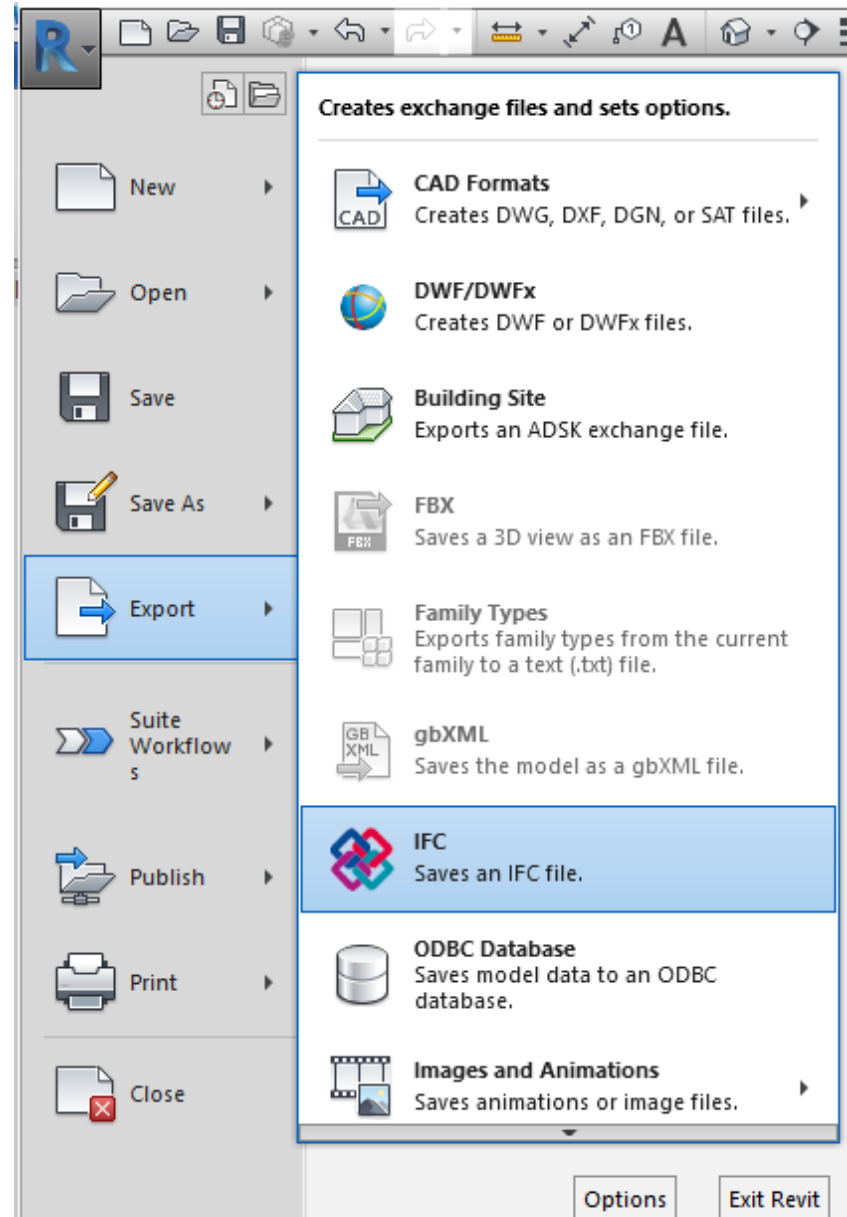 R
1
A
New
Open
Save
Save As
Export
Suite
Workflow
s
Publish
Print
Close
Creates exchange files and sets options.
CAD
CAD Formats
Creates DWG, DXF, DGN, or SAT files.
DWF/DWFx
Creates DWF or DWFx files.
Building Site
Exports an ADSK exchange file.
FBX
FBX
Saves a 3D view as an FBX file.
Family Types
Exports family types from the current
family to a text (.txt) file.
GB
XML
gbXML
Saves the model as a gbXML file.
IFC
Saves an IFC file.
ODBC Database
Saves model data to an ODBC
database.
Images and Animations
Saves animations or image files.
Options
Exit Revit